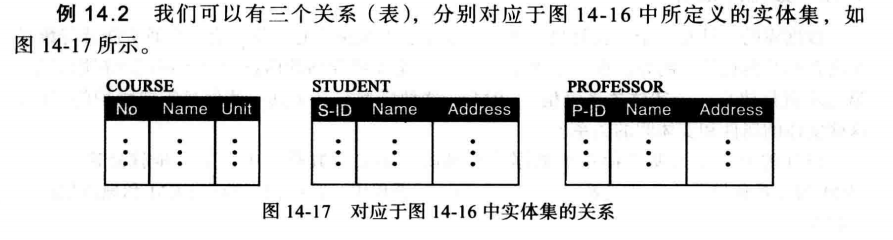 例 14.2 我们可以有三个关系（表），分别对应于图 14-16 中所定义的实体集，如
图 14-17 所示。
COURSE STUDENT PROFESSOR
No Name Unit S-ID Name Address P-ID Name Address
图 14-17 对应于图 14-16 中实体集的关系